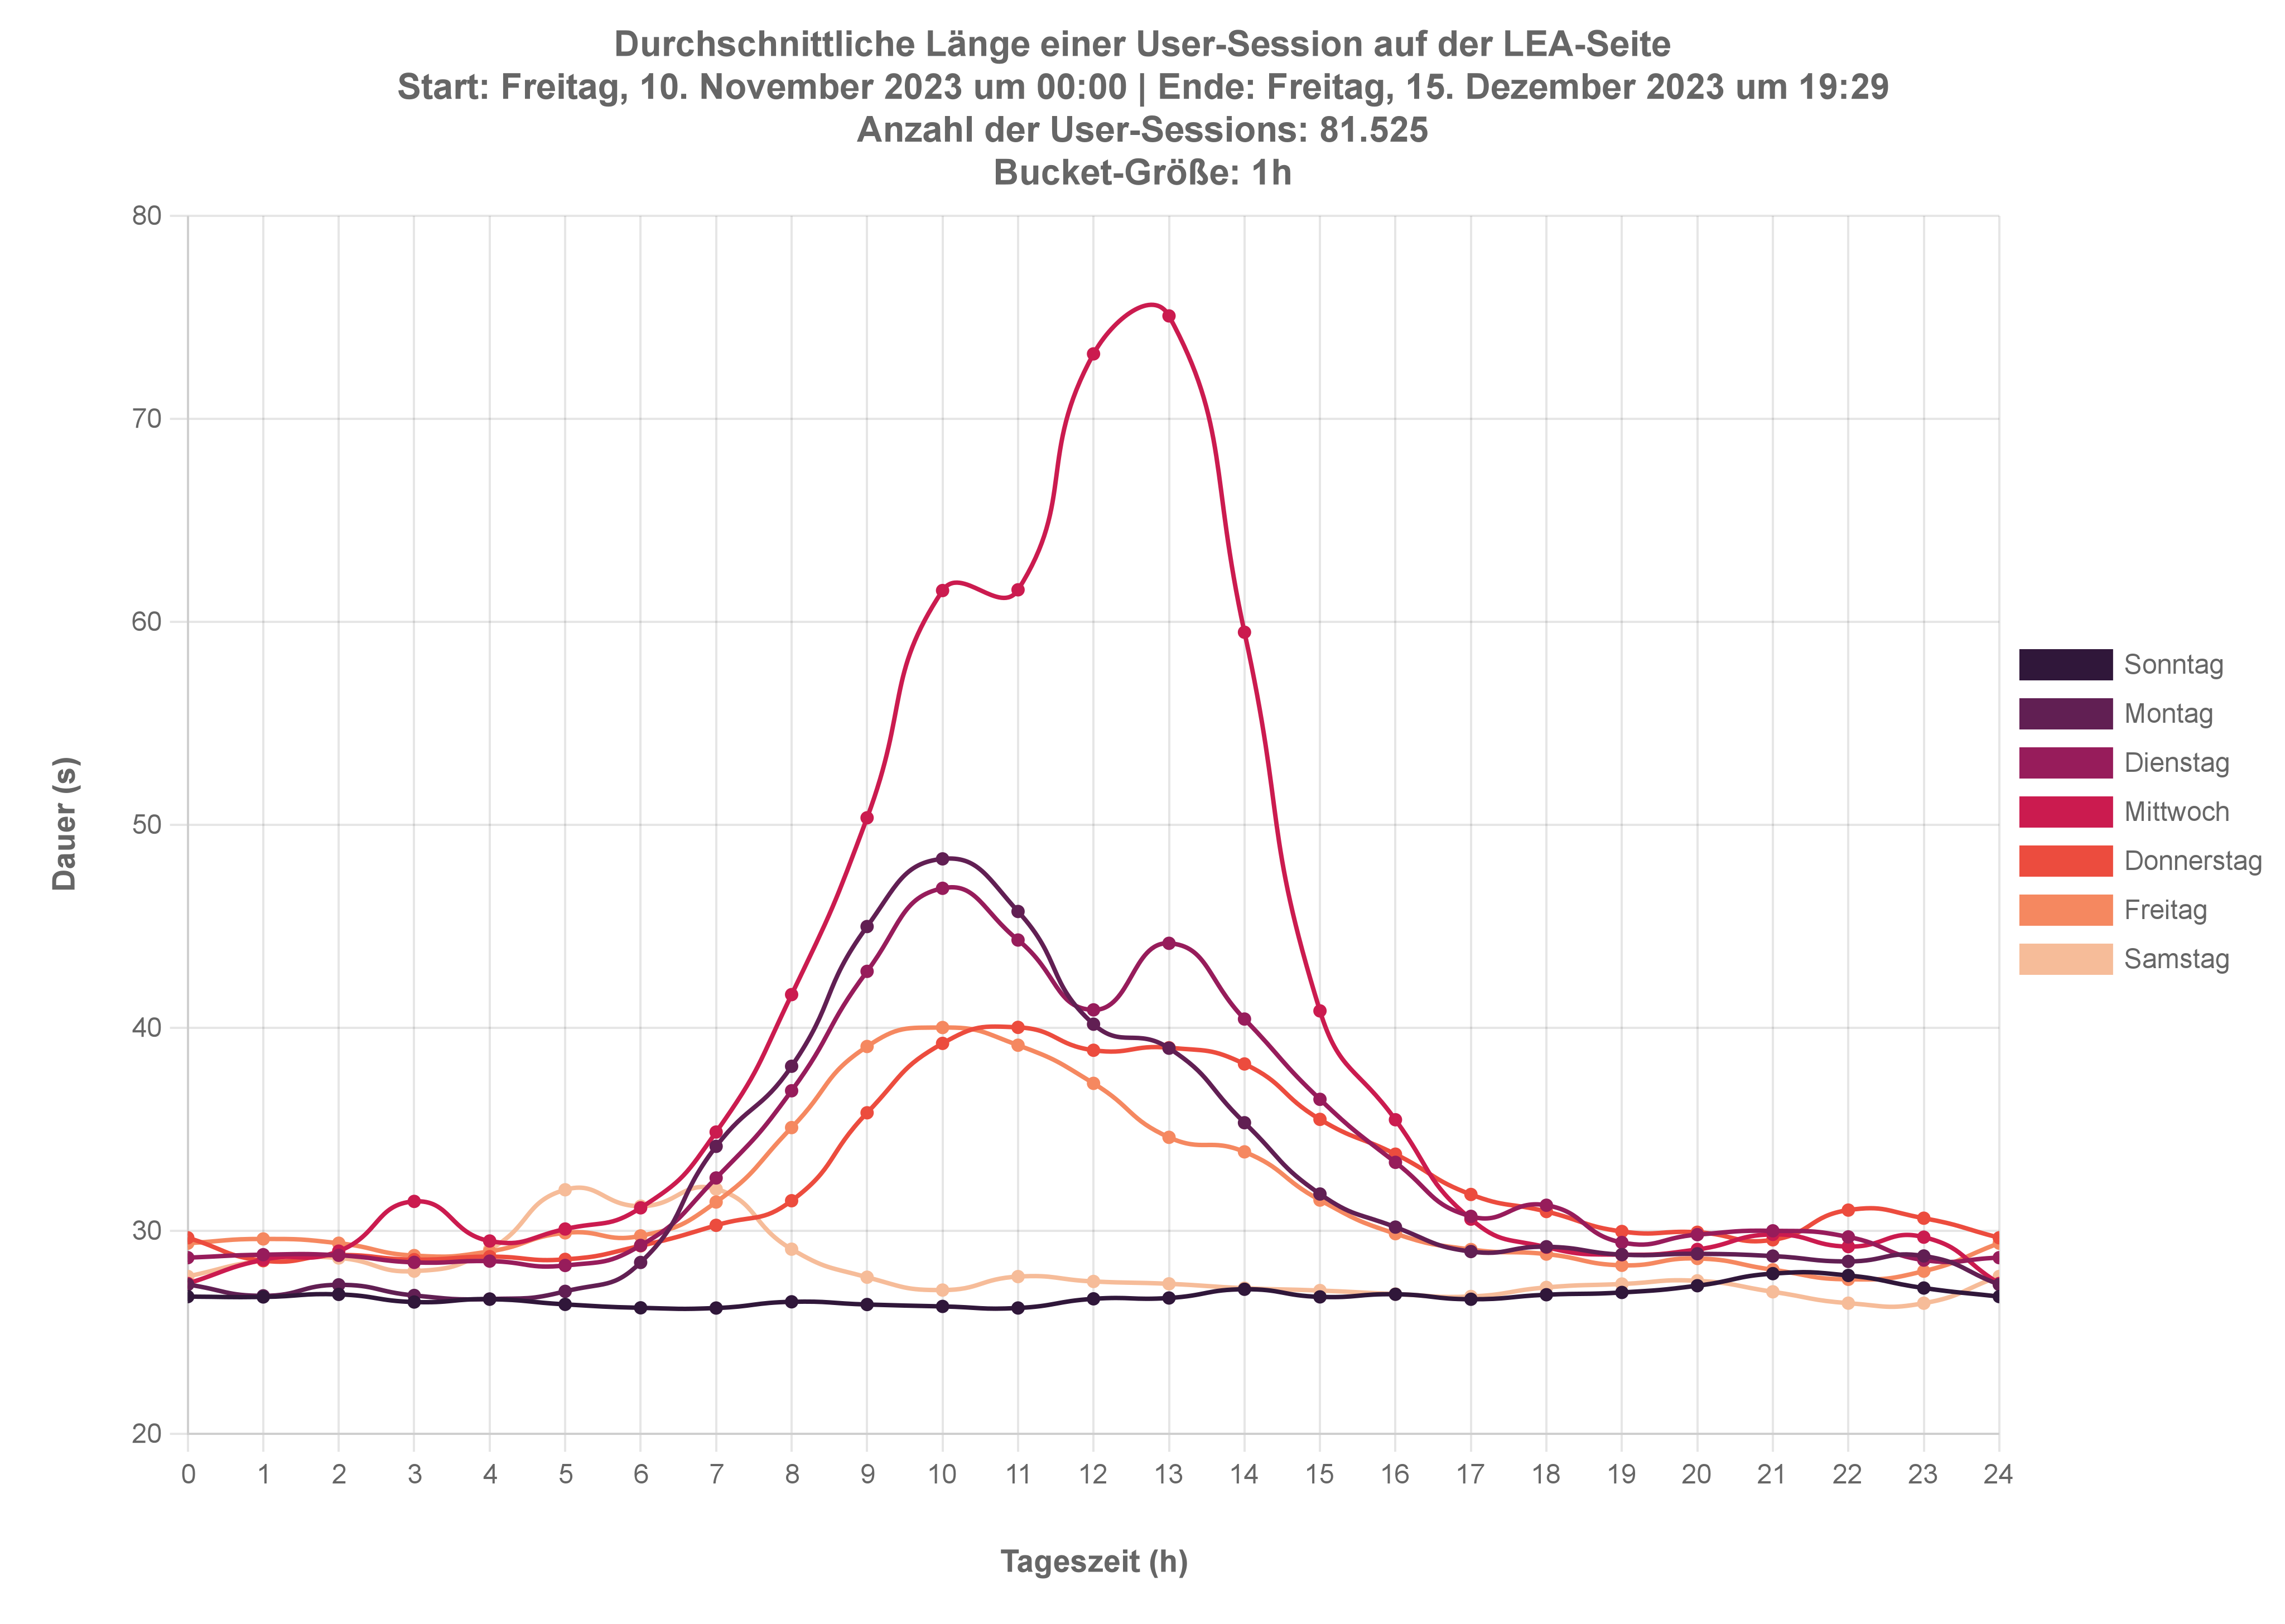 Durchschnittliche Länge einer User-Session auf der LEA-Seite
Start: Freitag, 10. November 2023 um 00:00 | Ende: Freitag, 15. Dezember 2023 um 19:29
Anzahl der User-Sessions: 81.525
Bucket-Größe: 1h
80
70
60
50
40
30
20
Dauer (s)
0 1 2 3 4 5 6 7 8 9 10 11 12 13 14 15 16 17 18 19 20 21 22 23 24
Tageszeit (h)
Sonntag
Montag
Dienstag
Mittwoch
Donnerstag
Freitag
Samstag